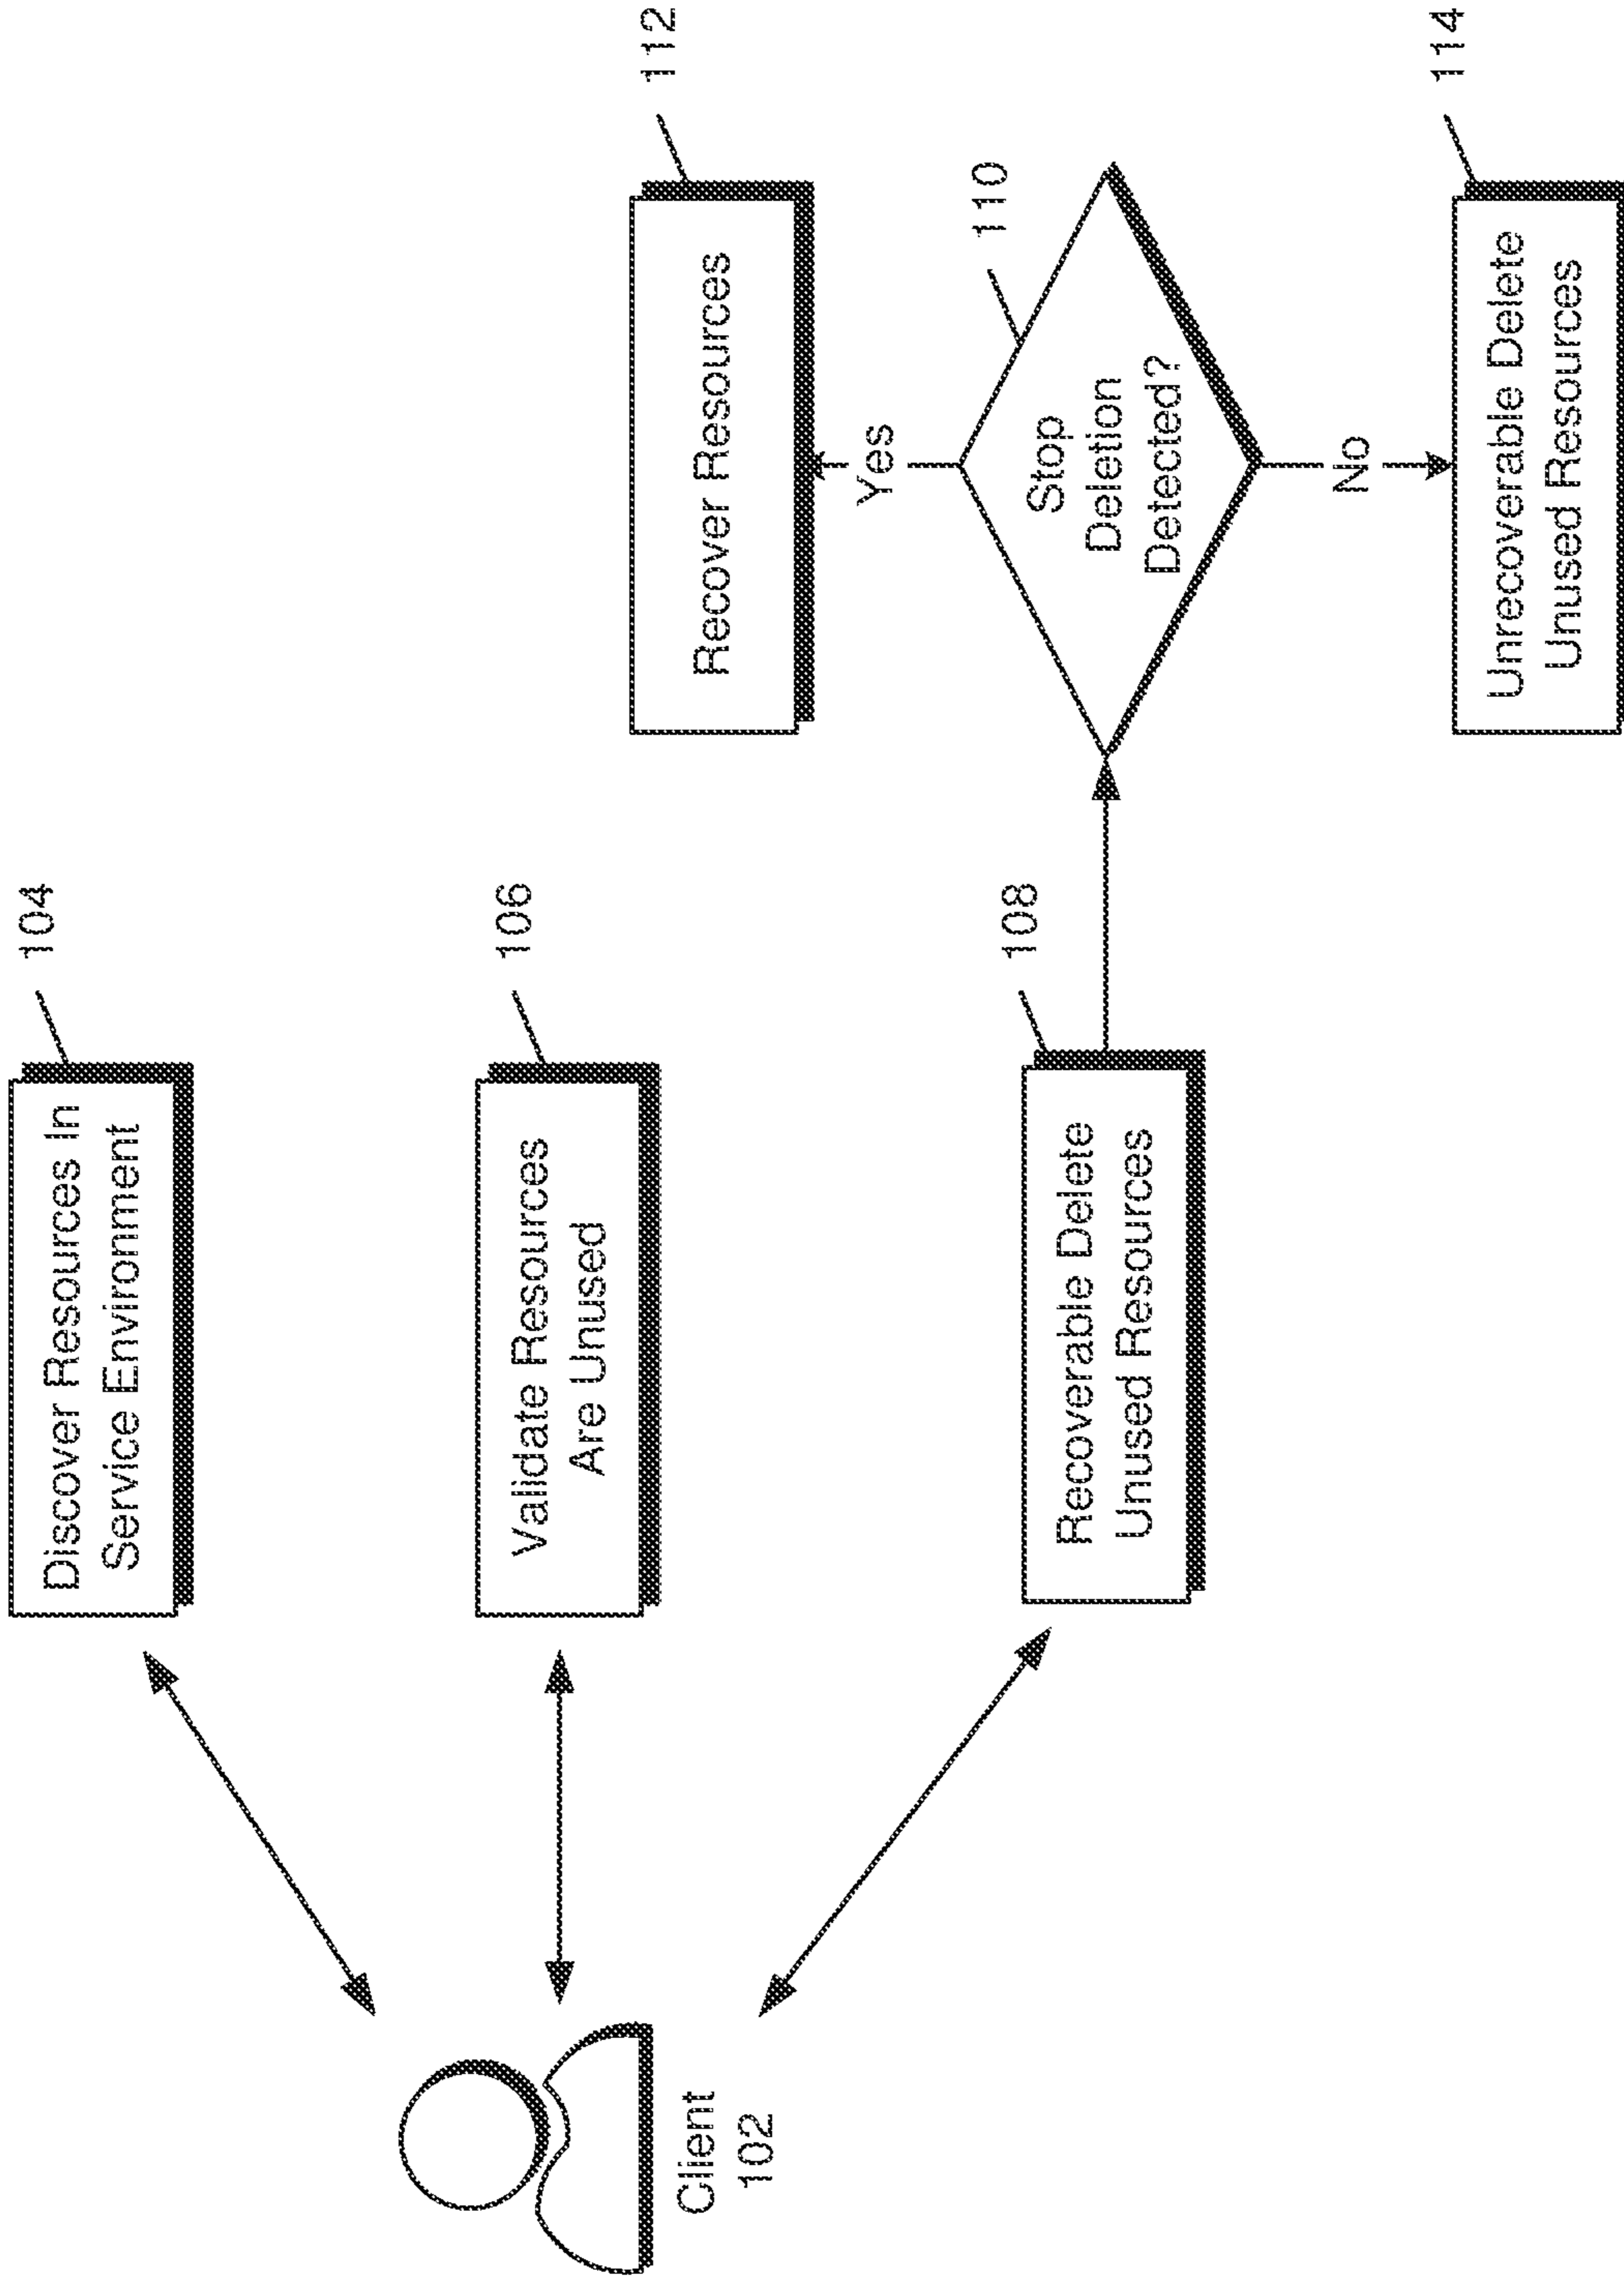 104
Discover Resources In
Service Environment
106
Validate Resources
Are Unused
Client
102
108
Recoverable Delete
Unused Resources
112
Recover Resources
Yes
110
Stop
Deletion
Detected?
No
114
Unrecoverable Delete
Unused Resources